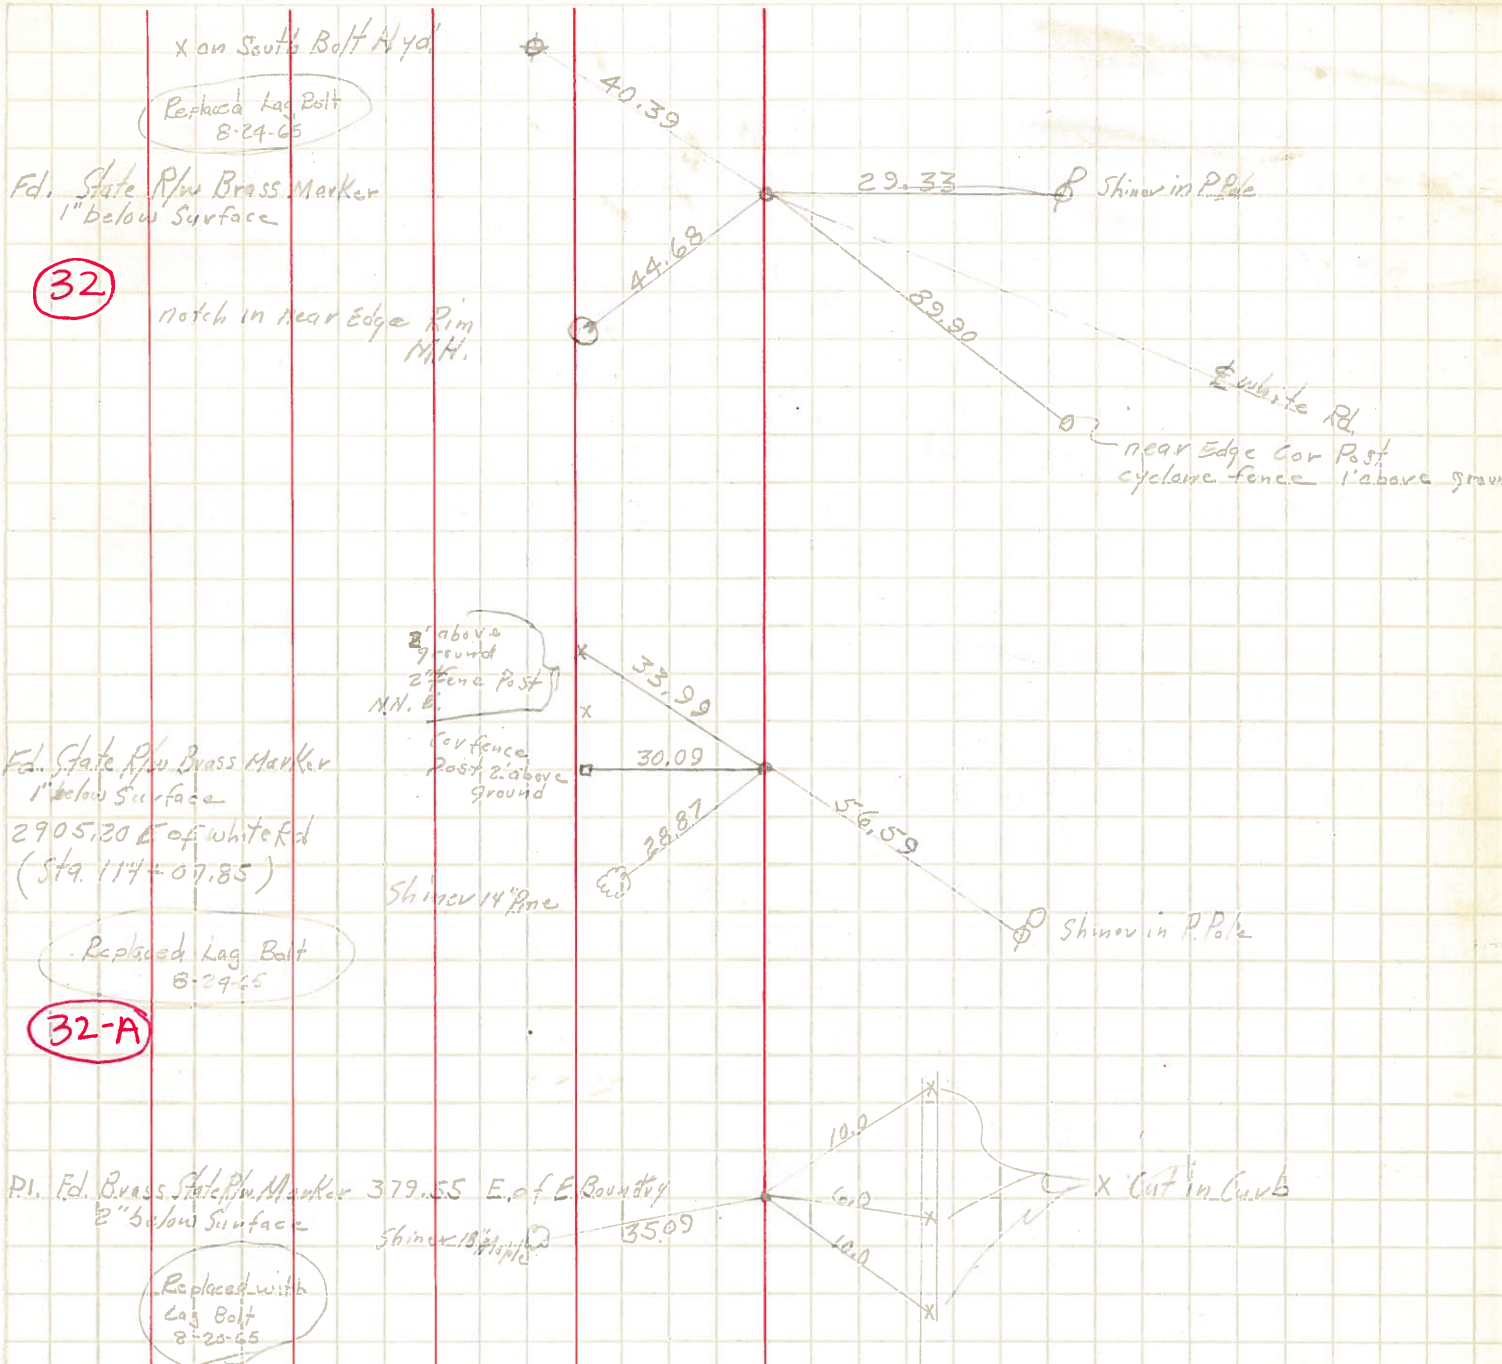 x on South Bolt Hyd.
40.39
Replaced Lag Bolt
8-24-65
Fd. State R/w Brass Marker
1" below Surface
29.33
Shiner in P. Pole
44.68
32
notch in near Edge Rim
M.H.
89.90
℄ White Rd.
near Edge Cor Post
cyclone fence 1' above groun
2' above
ground
2" fence Post
33.99
Cor fence
Post 2' above
ground
30.09
Fd. State R/w Brass Marker
1" below Surface
2905.20 E of White Rd
(Sta. 114+07.85)
28.87
56.59
Shiner 14" Pine
Shiner in P. Pole
Replaced Lag Bolt
8-24-65
32-A
10.0
P.I. Fd. Brass State R/w Marker 379.55 E. of E. Boundry
2" below Surface
6.0
X Cut in Curb
Shiner Maple
35.09
10.0
Replaced with
Lag Bolt
8-20-65